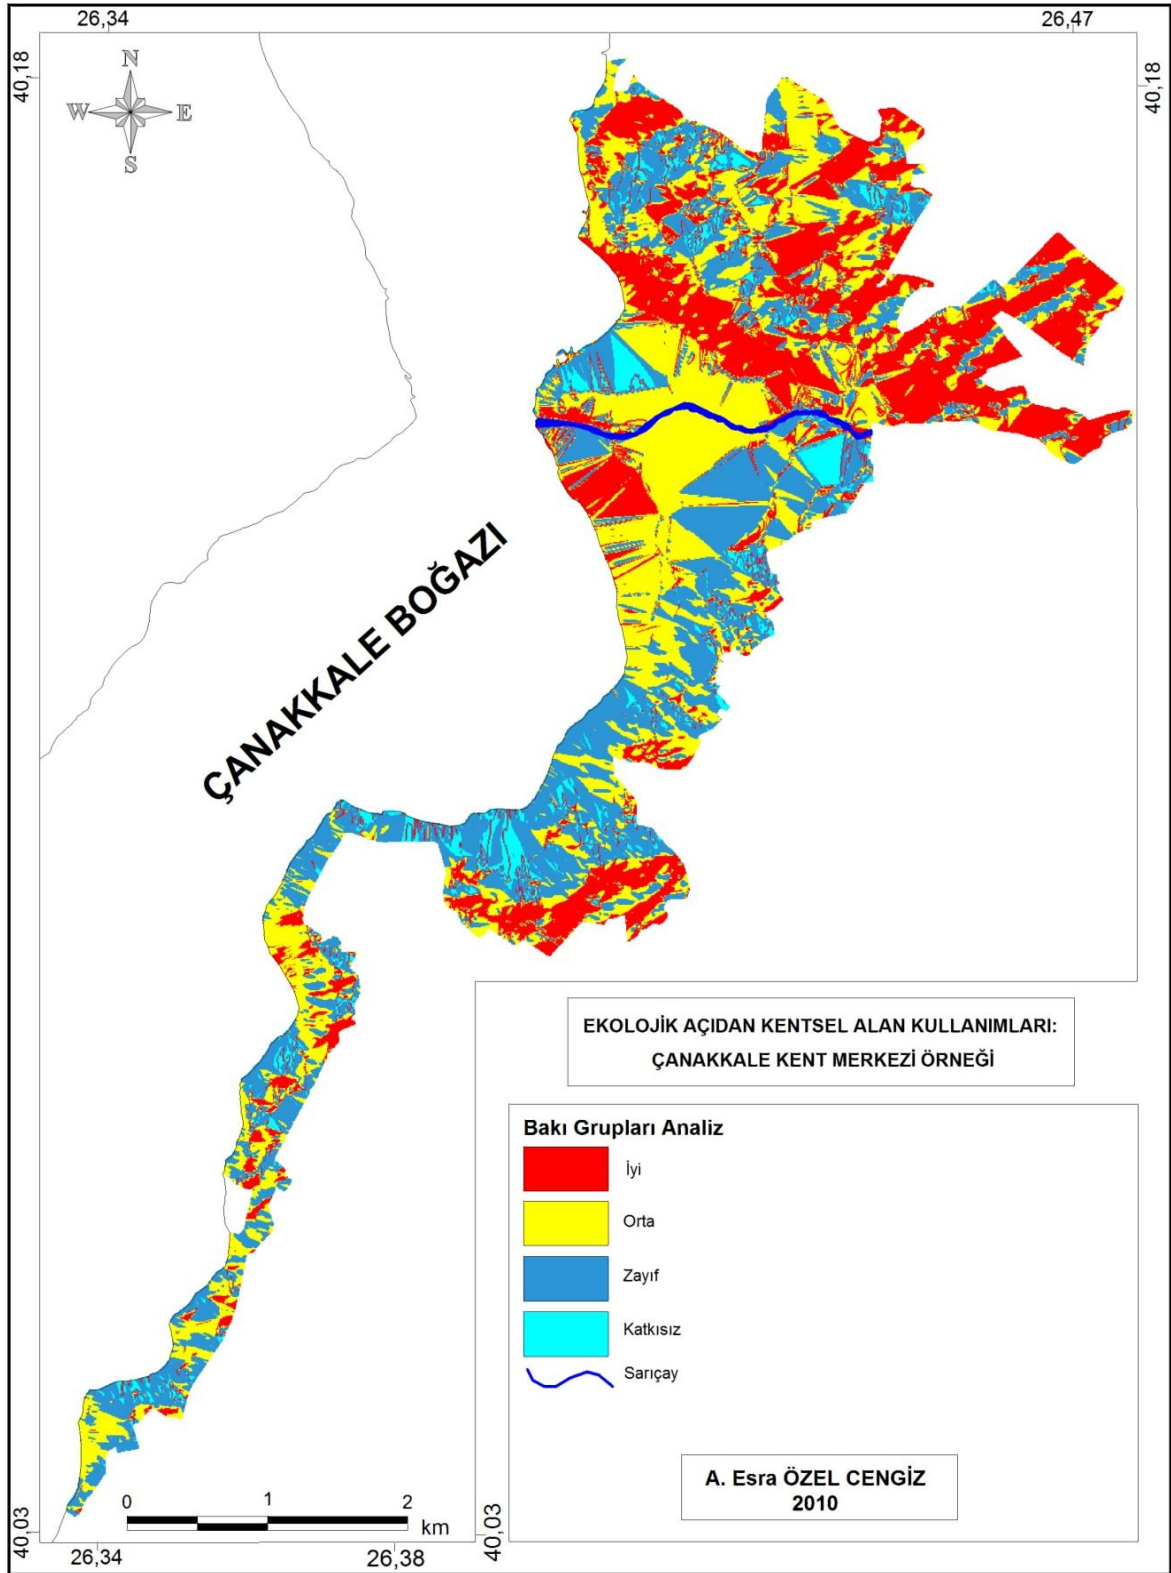 26,34
26,47
40,18
40,18
N
W
E
S
ÇANAKKALE BOĞAZI
EKOLOJİK AÇIDAN KENTSEL ALAN KULLANIMLARI:
ÇANAKKALE KENT MERKEZİ ÖRNEĞİ
Bakı Grupları Analiz
İyi
Orta
Zayıf
Katkısız
Sarıçay
A. Esra ÖZEL CENGİZ
2010
0
1
2
km
40,03
40,03
26,34
26,38